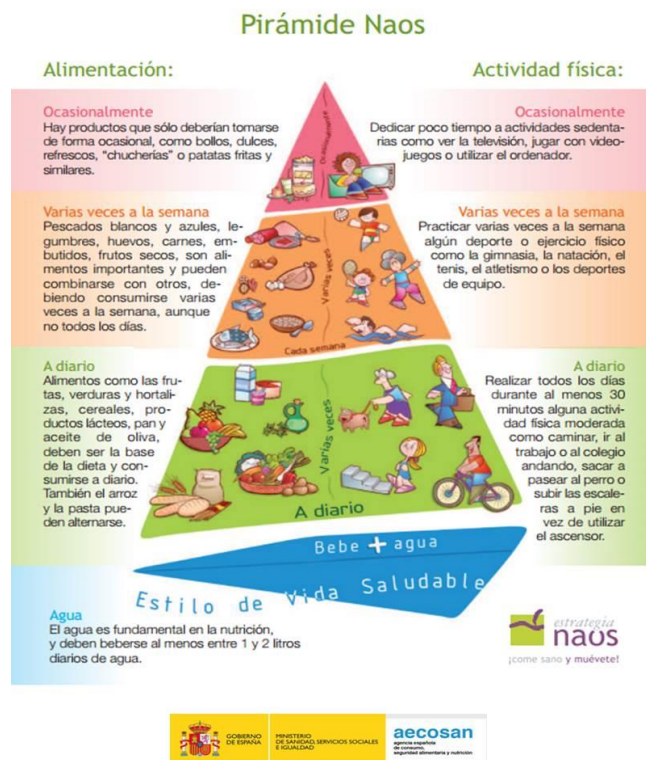 Pirámide Naos
Alimentación:
Ocasionalmente
Hay productos que sólo deberían tomarse
de forma ocasional, como bollos, dulces,
refrescos, “chucherías” o patatas fritas y
similares.
Varias veces a la semana
Pescados blancos y azules, le-
gumbres, huevos, carnes, em-
butidos, frutos secos, son ali-
mentos importantes y pueden
combinarse con otros, de-
biendo consumirse varias
veces a la semana, aunque
no todos los días.
A diario
Alimentos como las fru-
tas, verduras y hortali-
zas, cereales, pro-
ductos lácteos, pan y
aceite de oliva,
deben ser la base
de la dieta y con-
sumirse a diario.
También el arroz
y la pasta pue-
den alternarse.
Agua
El agua es fundamental en la nutrición,
y deben beberse al menos entre 1 y 2 litros
diarios de agua.
Ocasionalmente
Varias veces
Cada semana
Varias veces
A diario
Bebe + agua
Estilo de Vida Saludable
Actividad física:
Ocasionalmente
Dedicar poco tiempo a actividades sedenta-
rias como ver la televisión, jugar con video-
juegos o utilizar el ordenador.
Varias veces a la semana
Practicar varias veces a la semana
algún deporte o ejercicio físico
como la gimnasia, la natación, el
tenis, el atletismo o los deportes
de equipo.
A diario
Realizar todos los días
durante al menos 30
minutos alguna activi-
dad física moderada
como caminar, ir al
trabajo o al colegio
andando, sacar a
pasear al perro o
subir las escale-
ras a pie en
vez de utilizar
el ascensor.
estrategia
naos
¡come sano y muévete!
GOBIERNO
DE ESPAÑA
MINISTERIO
DE SANIDAD, SERVICIOS SOCIALES
E IGUALDAD
aecosan
agencia española
de consumo,
seguridad alimentaria y nutrición